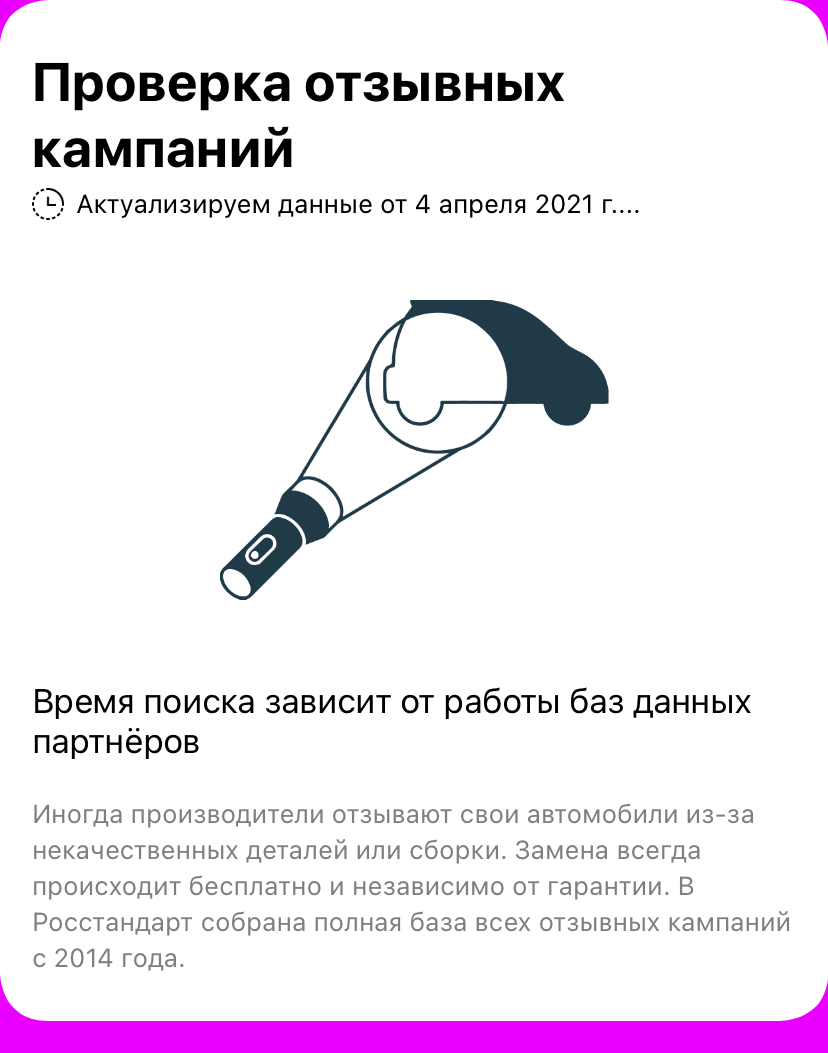 Проверка отзывных
кампаний
Актуализируем данные от 4 апреля 2021 г....
Время поиска зависит от работы баз данных
партнёров
Иногда производители отзывают свои автомобили из-за
некачественных деталей или сборки. Замена всегда
происходит бесплатно и независимо от гарантии. В
Росстандарт собрана полная база всех отзывных кампаний
с 2014 года.